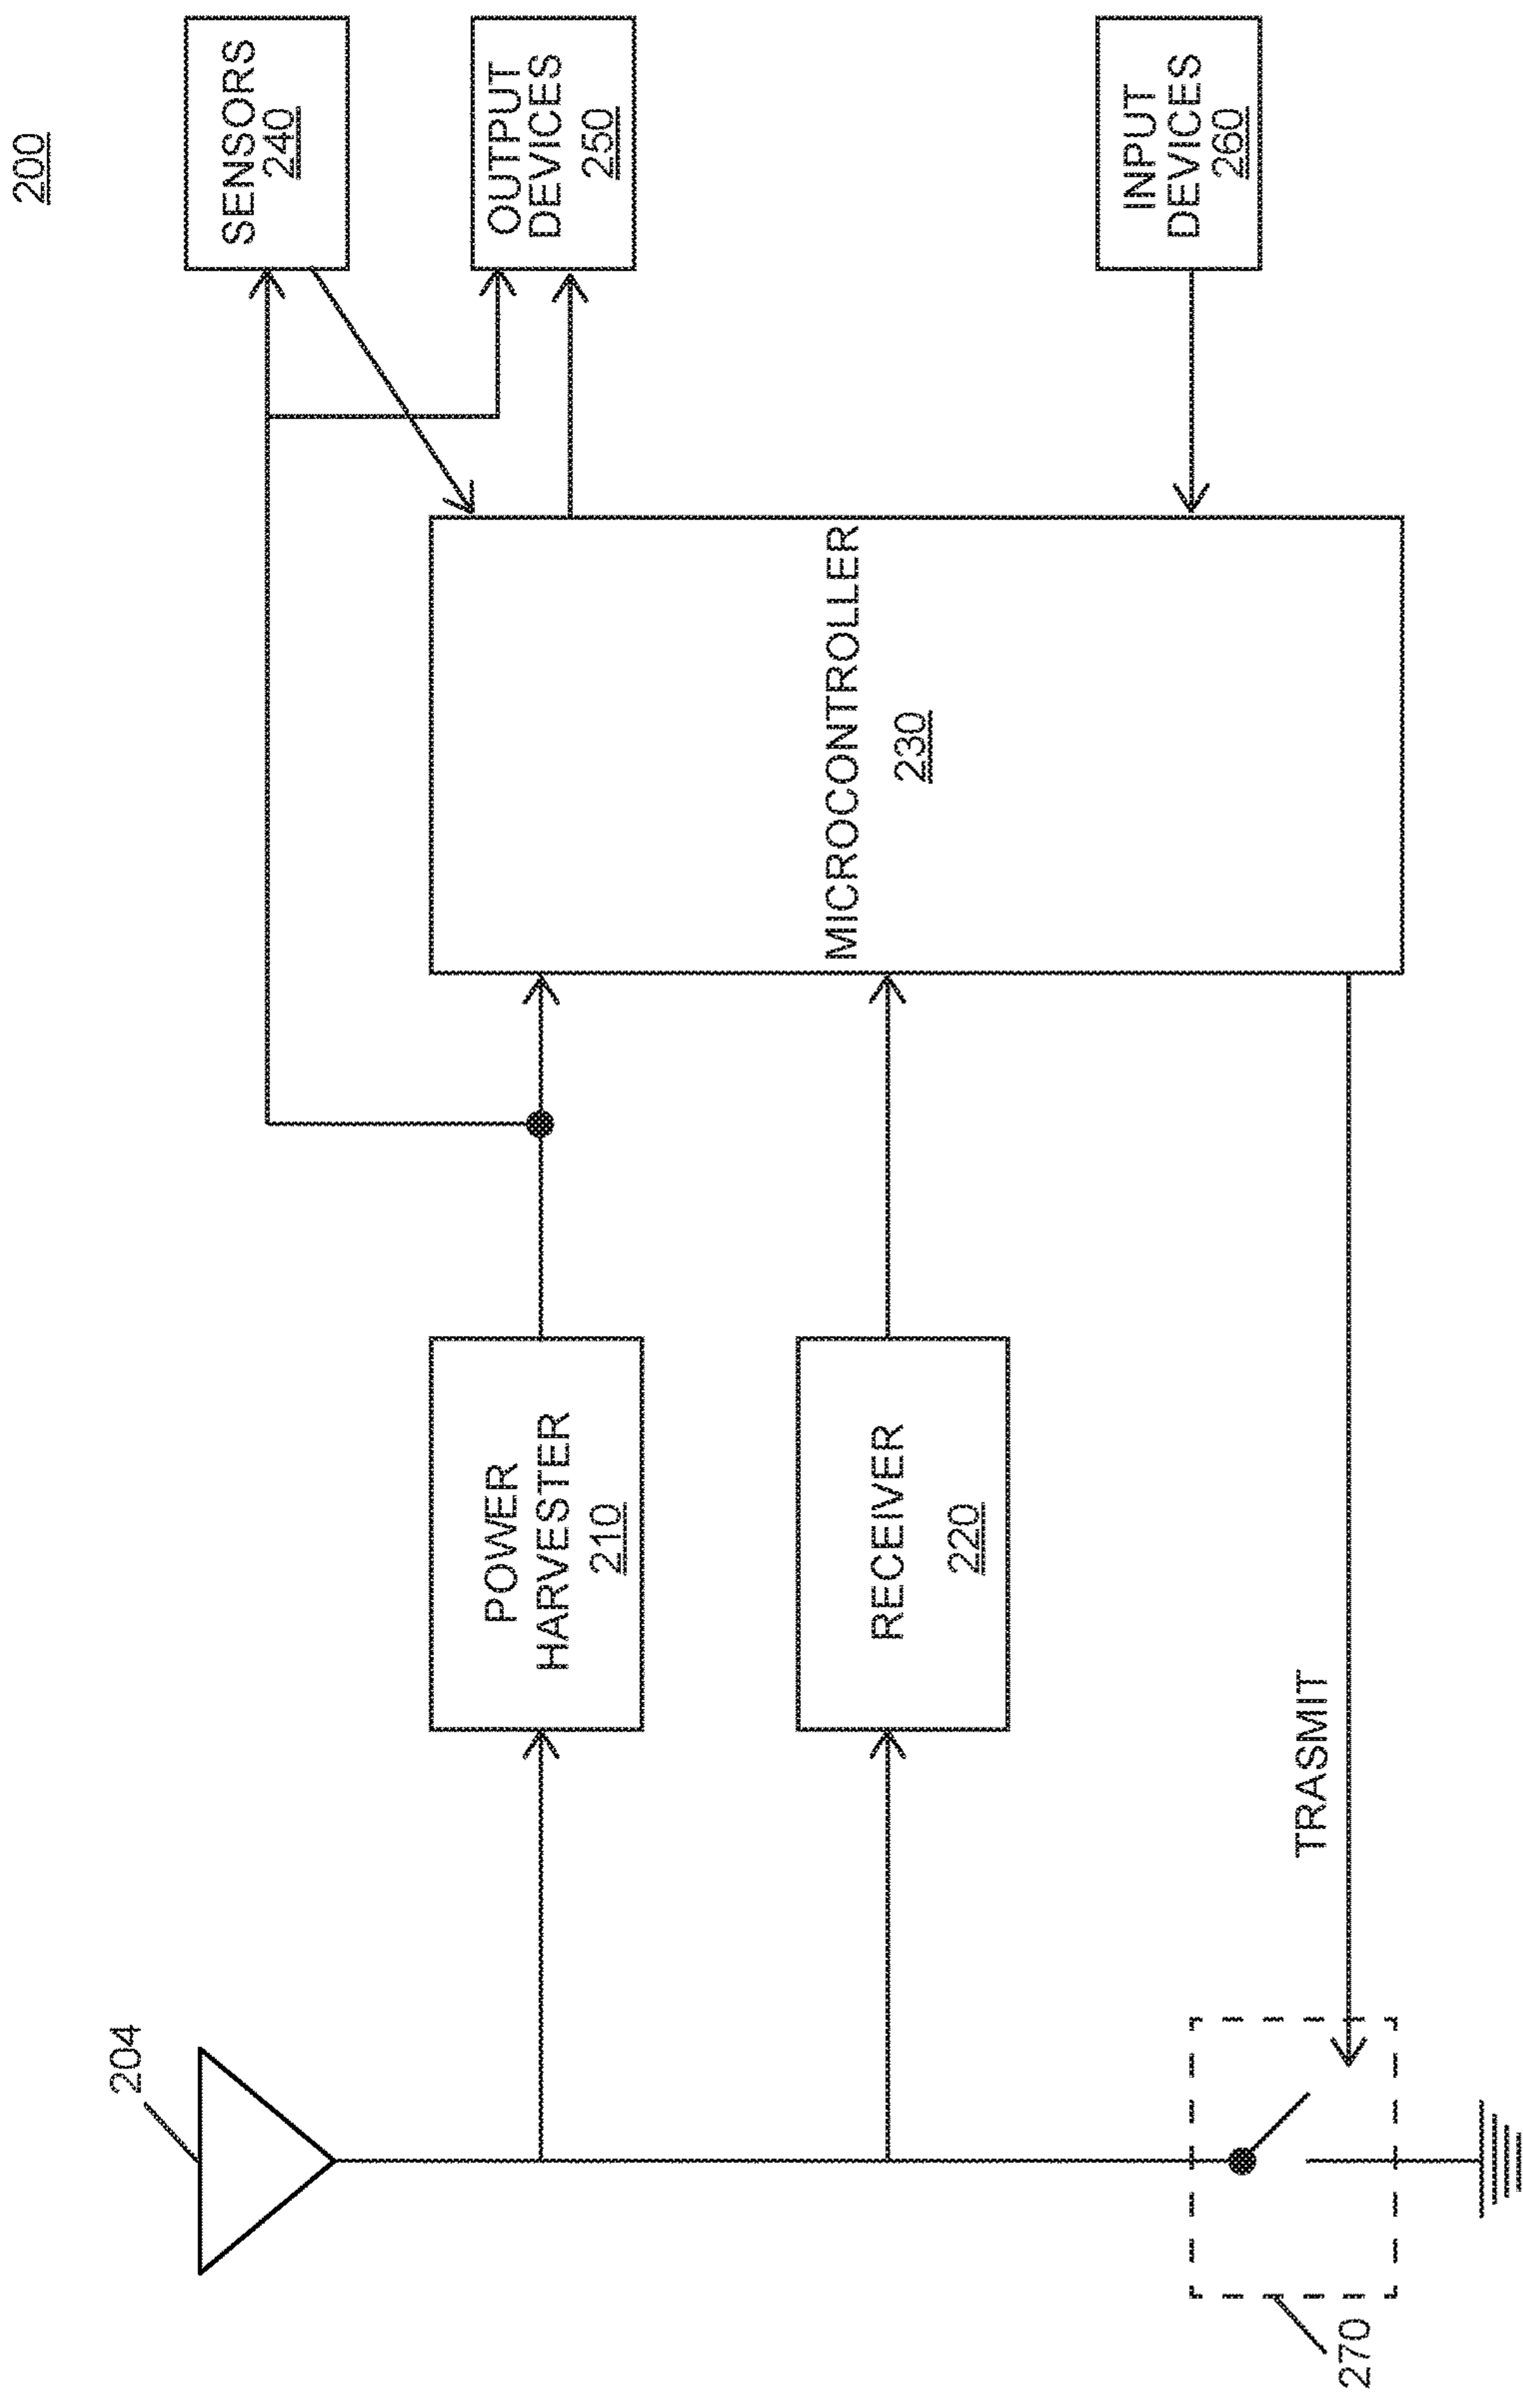 200
204
POWER
HARVESTER
210
RECEIVER
220
TRASMIT
270
MICROCONTROLLER
230
SENSORS
240
OUTPUT
DEVICES
250
INPUT
DEVICES
260